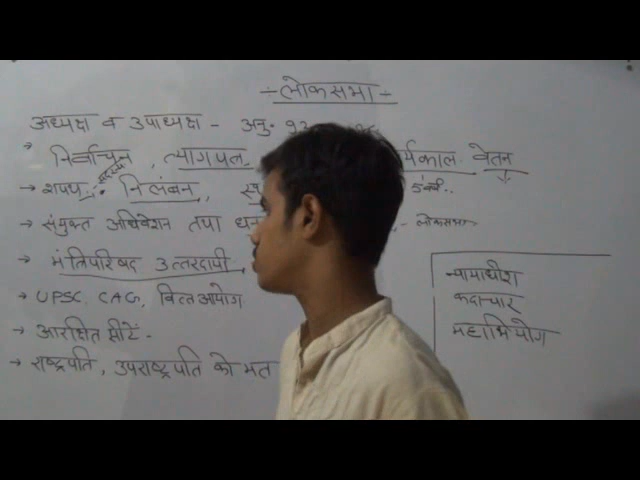 ÷ लोकसभा ÷
अध्यक्ष व उपाध्यक्ष - अनु॰
निर्वाचन, त्यागपत्र कार्यकाल वेतन
→ शपथ निलंबन,
→ संयुक्त अधिवेशन तथा धन - लोकसभा
→ मंत्रिपरिषद उत्तरदायी
→ UPSC, CAG, वित्त आयोग
→ आरक्षित सीटें -
→ राष्ट्रपति, उपराष्ट्रपति को मत
न्यायाधीश
कदाचार
महाभियोग